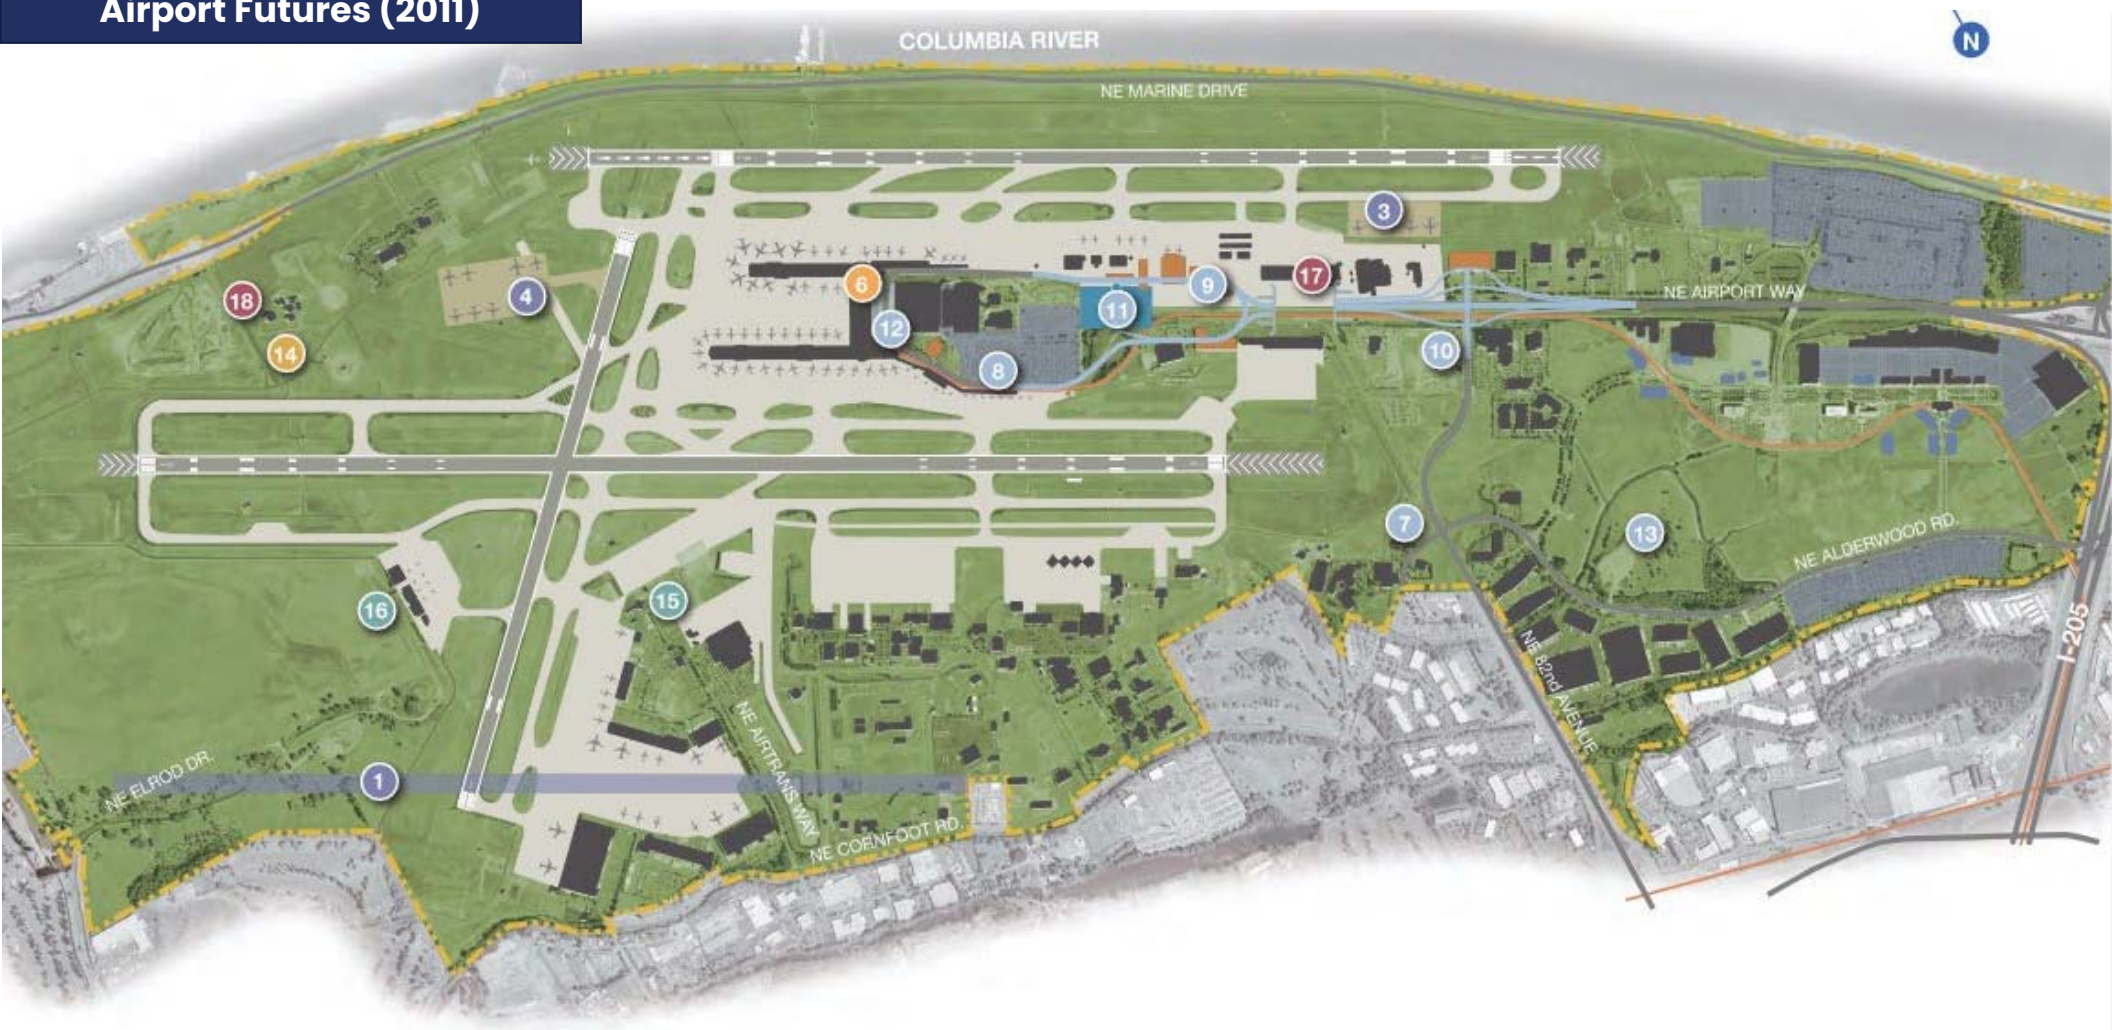 Airport Futures (2011)
COLUMBIA RIVER
N
NE MARINE DRIVE
3
18
4
6
9
17
NE AIRPORT WAY
11
12
14
10
8
7
13
NE ALDERWOOD RD.
16
15
I-205
NE 82nd AVENUE
NE AIRTRANS WAY
NE ELROD DR.
1
NE CORNFOOT RD.